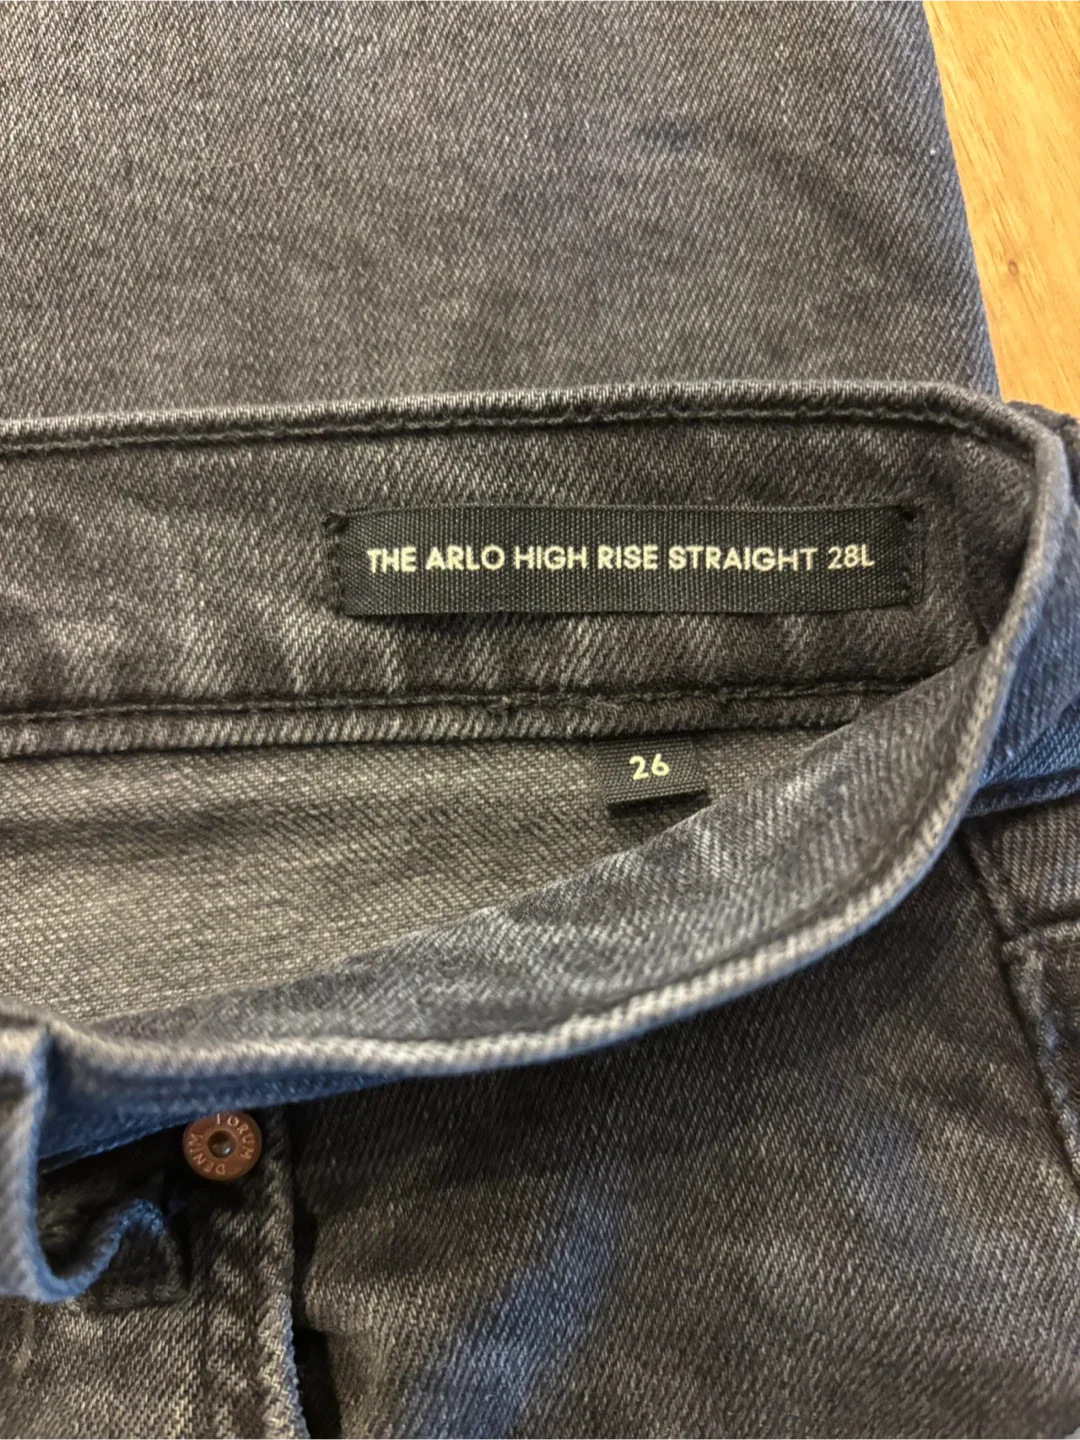 THE ARLO HIGH RISE STRAIGHT 28L
26
DENIM FORUM